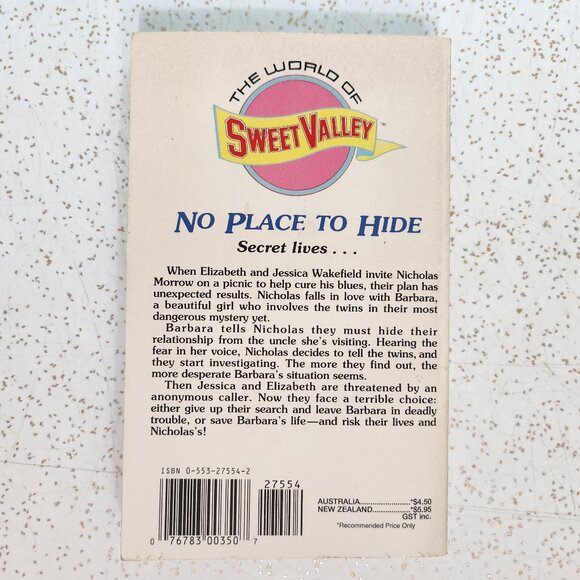 THE WORLD OF
SWEET VALLEY™
NO PLACE TO HIDE
Secret lives . . .
When Elizabeth and Jessica Wakefield invite Nicholas
Morrow on a picnic to help cure his blues, their plan has
unexpected results. Nicholas falls in love with Barbara,
a beautiful girl who involves the twins in their most
dangerous mystery yet.
Barbara tells Nicholas they must hide their
relationship from the uncle she's visiting. Hearing the
fear in her voice, Nicholas decides to tell the twins, and
they start investigating. The more they find out, the
more desperate Barbara's situation seems.
Then Jessica and Elizabeth are threatened by an
anonymous caller. Now they face a terrible choice:
either give up their search and leave Barbara in deadly
trouble, or save Barbara's life—and risk their lives and
Nicholas's!
ISBN 0-553-27554-2
27554
0 76783 00350 7
AUSTRALIA....................*$4.50
NEW ZEALAND................*$5.95
GST inc.
*Recommended Price Only